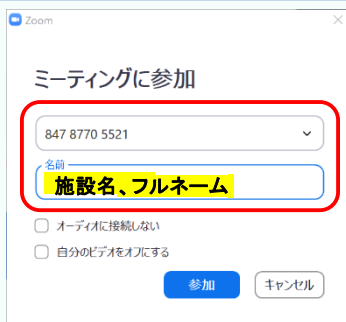 Zoom
ミーティングに参加
847 8770 5521
名前
施設名、フルネーム
オーディオに接続しない
自分のビデオをオフにする
参加 キャンセル